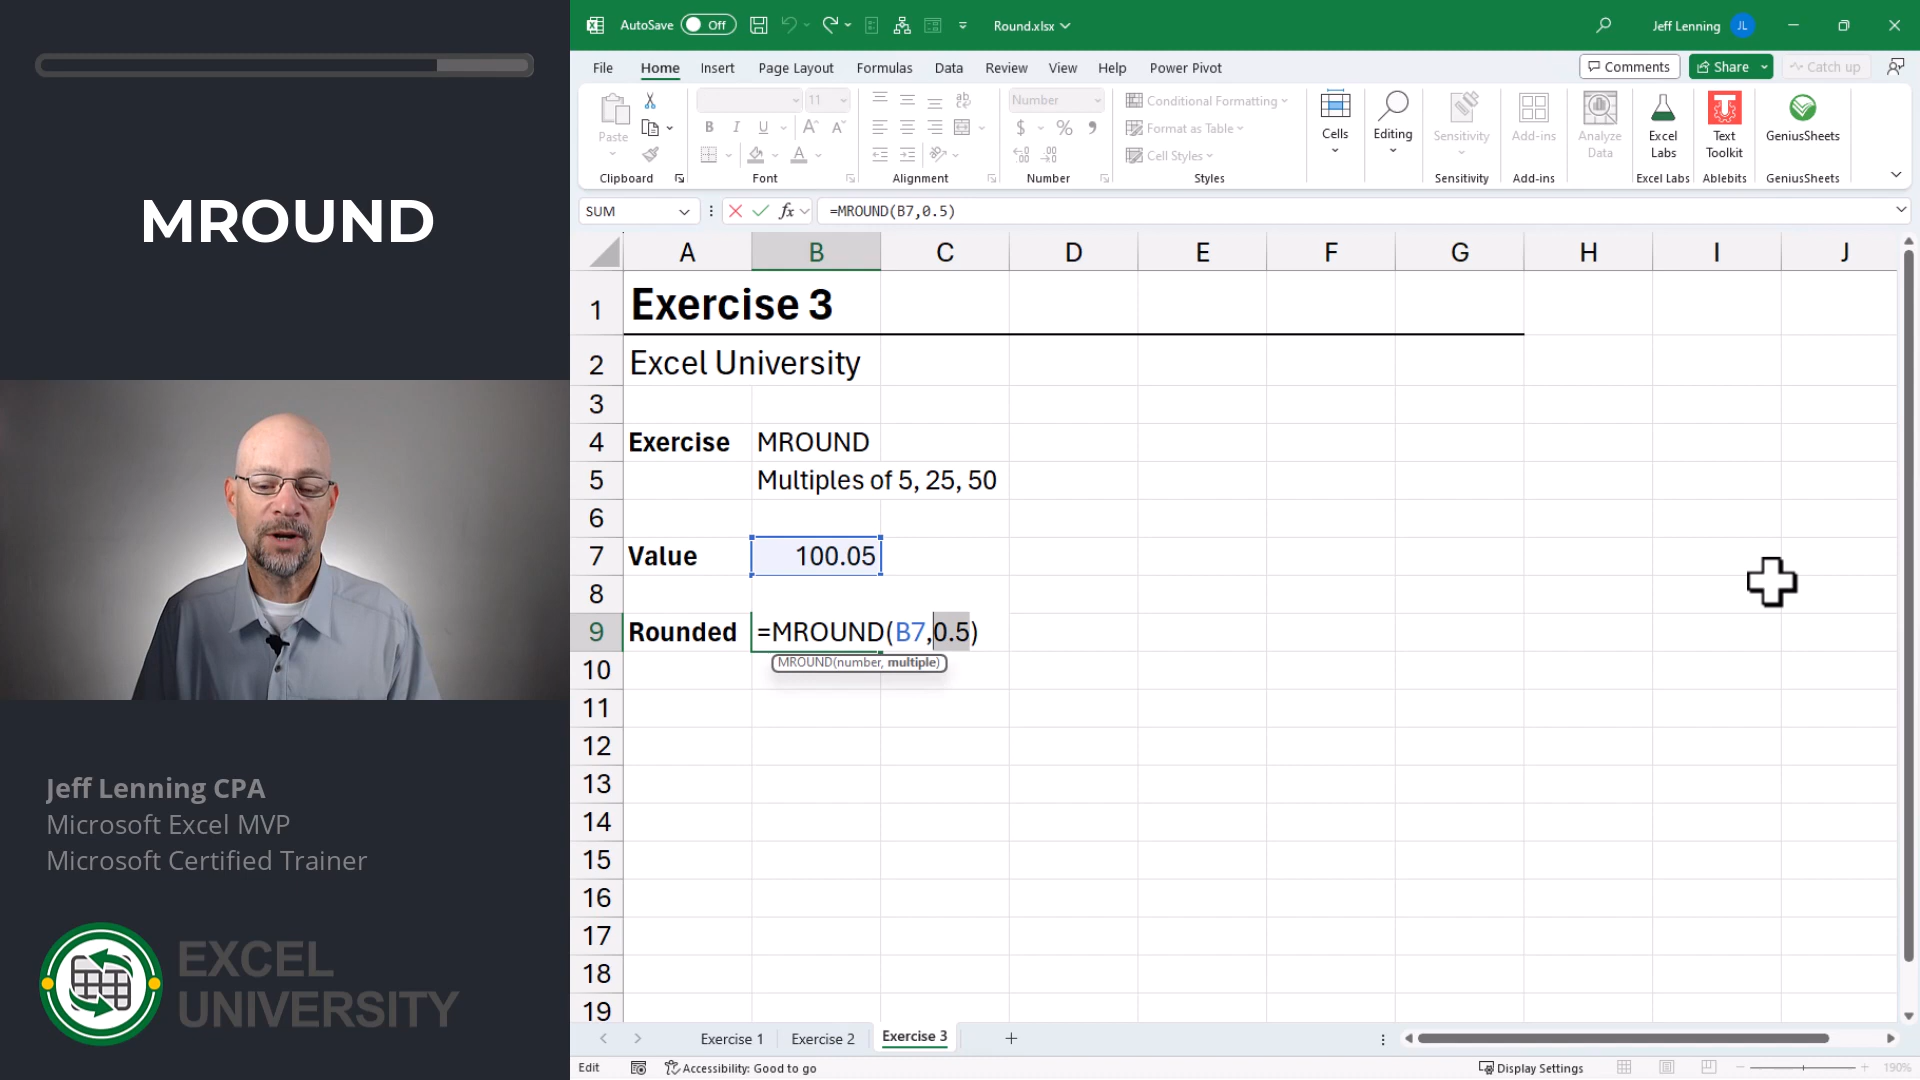 MROUND
Jeff Lenning CPA
Microsoft Excel MVP
Microsoft Certified Trainer
EXCEL
UNIVERSITY
AutoSave Off Round.xlsx Jeff Lenning JL
File Home Insert Page Layout Formulas Data Review View Help Power Pivot Comments Share Catch up
Paste
Clipboard
11
B I U A A
A
Font
ab
Alignment
Number
$ % 9
Number
Conditional Formatting
Format as Table
Cell Styles
Styles
Cells
Editing
Sensitivity
Sensitivity
Add-ins
Add-ins
Analyze
Data
Excel
Labs
Excel Labs
Text
Toolkit
Ablebits
GeniusSheets
GeniusSheets
SUM fx =MROUND(B7,0.5)
A B C D E F G H I J
1 Exercise 3
2 Excel University
3
4 Exercise MROUND
5 Multiples of 5, 25, 50
6
7 Value 100.05
8
9 Rounded =MROUND(B7,0.5)
MROUND(number, multiple)
10
11
12
13
14
15
16
17
18
19
Exercise 1 Exercise 2 Exercise 3
Edit Accessibility: Good to go Display Settings 190%